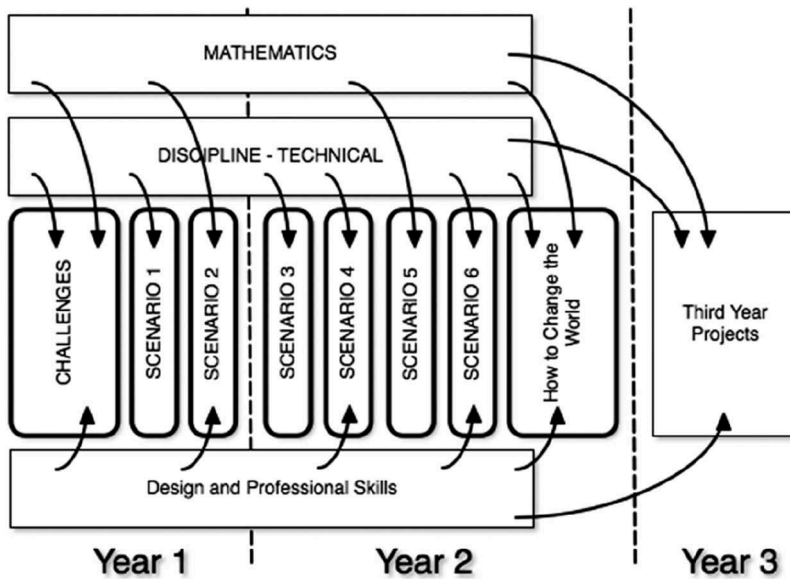 MATHEMATICS
DISCIPLINE - TECHNICAL
CHALLENGES
SCENARIO 1
SCENARIO 2
SCENARIO 3
SCENARIO 4
SCENARIO 5
SCENARIO 6
How to Change the
World
Third Year
Projects
Design and Professional Skills
Year 1
Year 2
Year 3